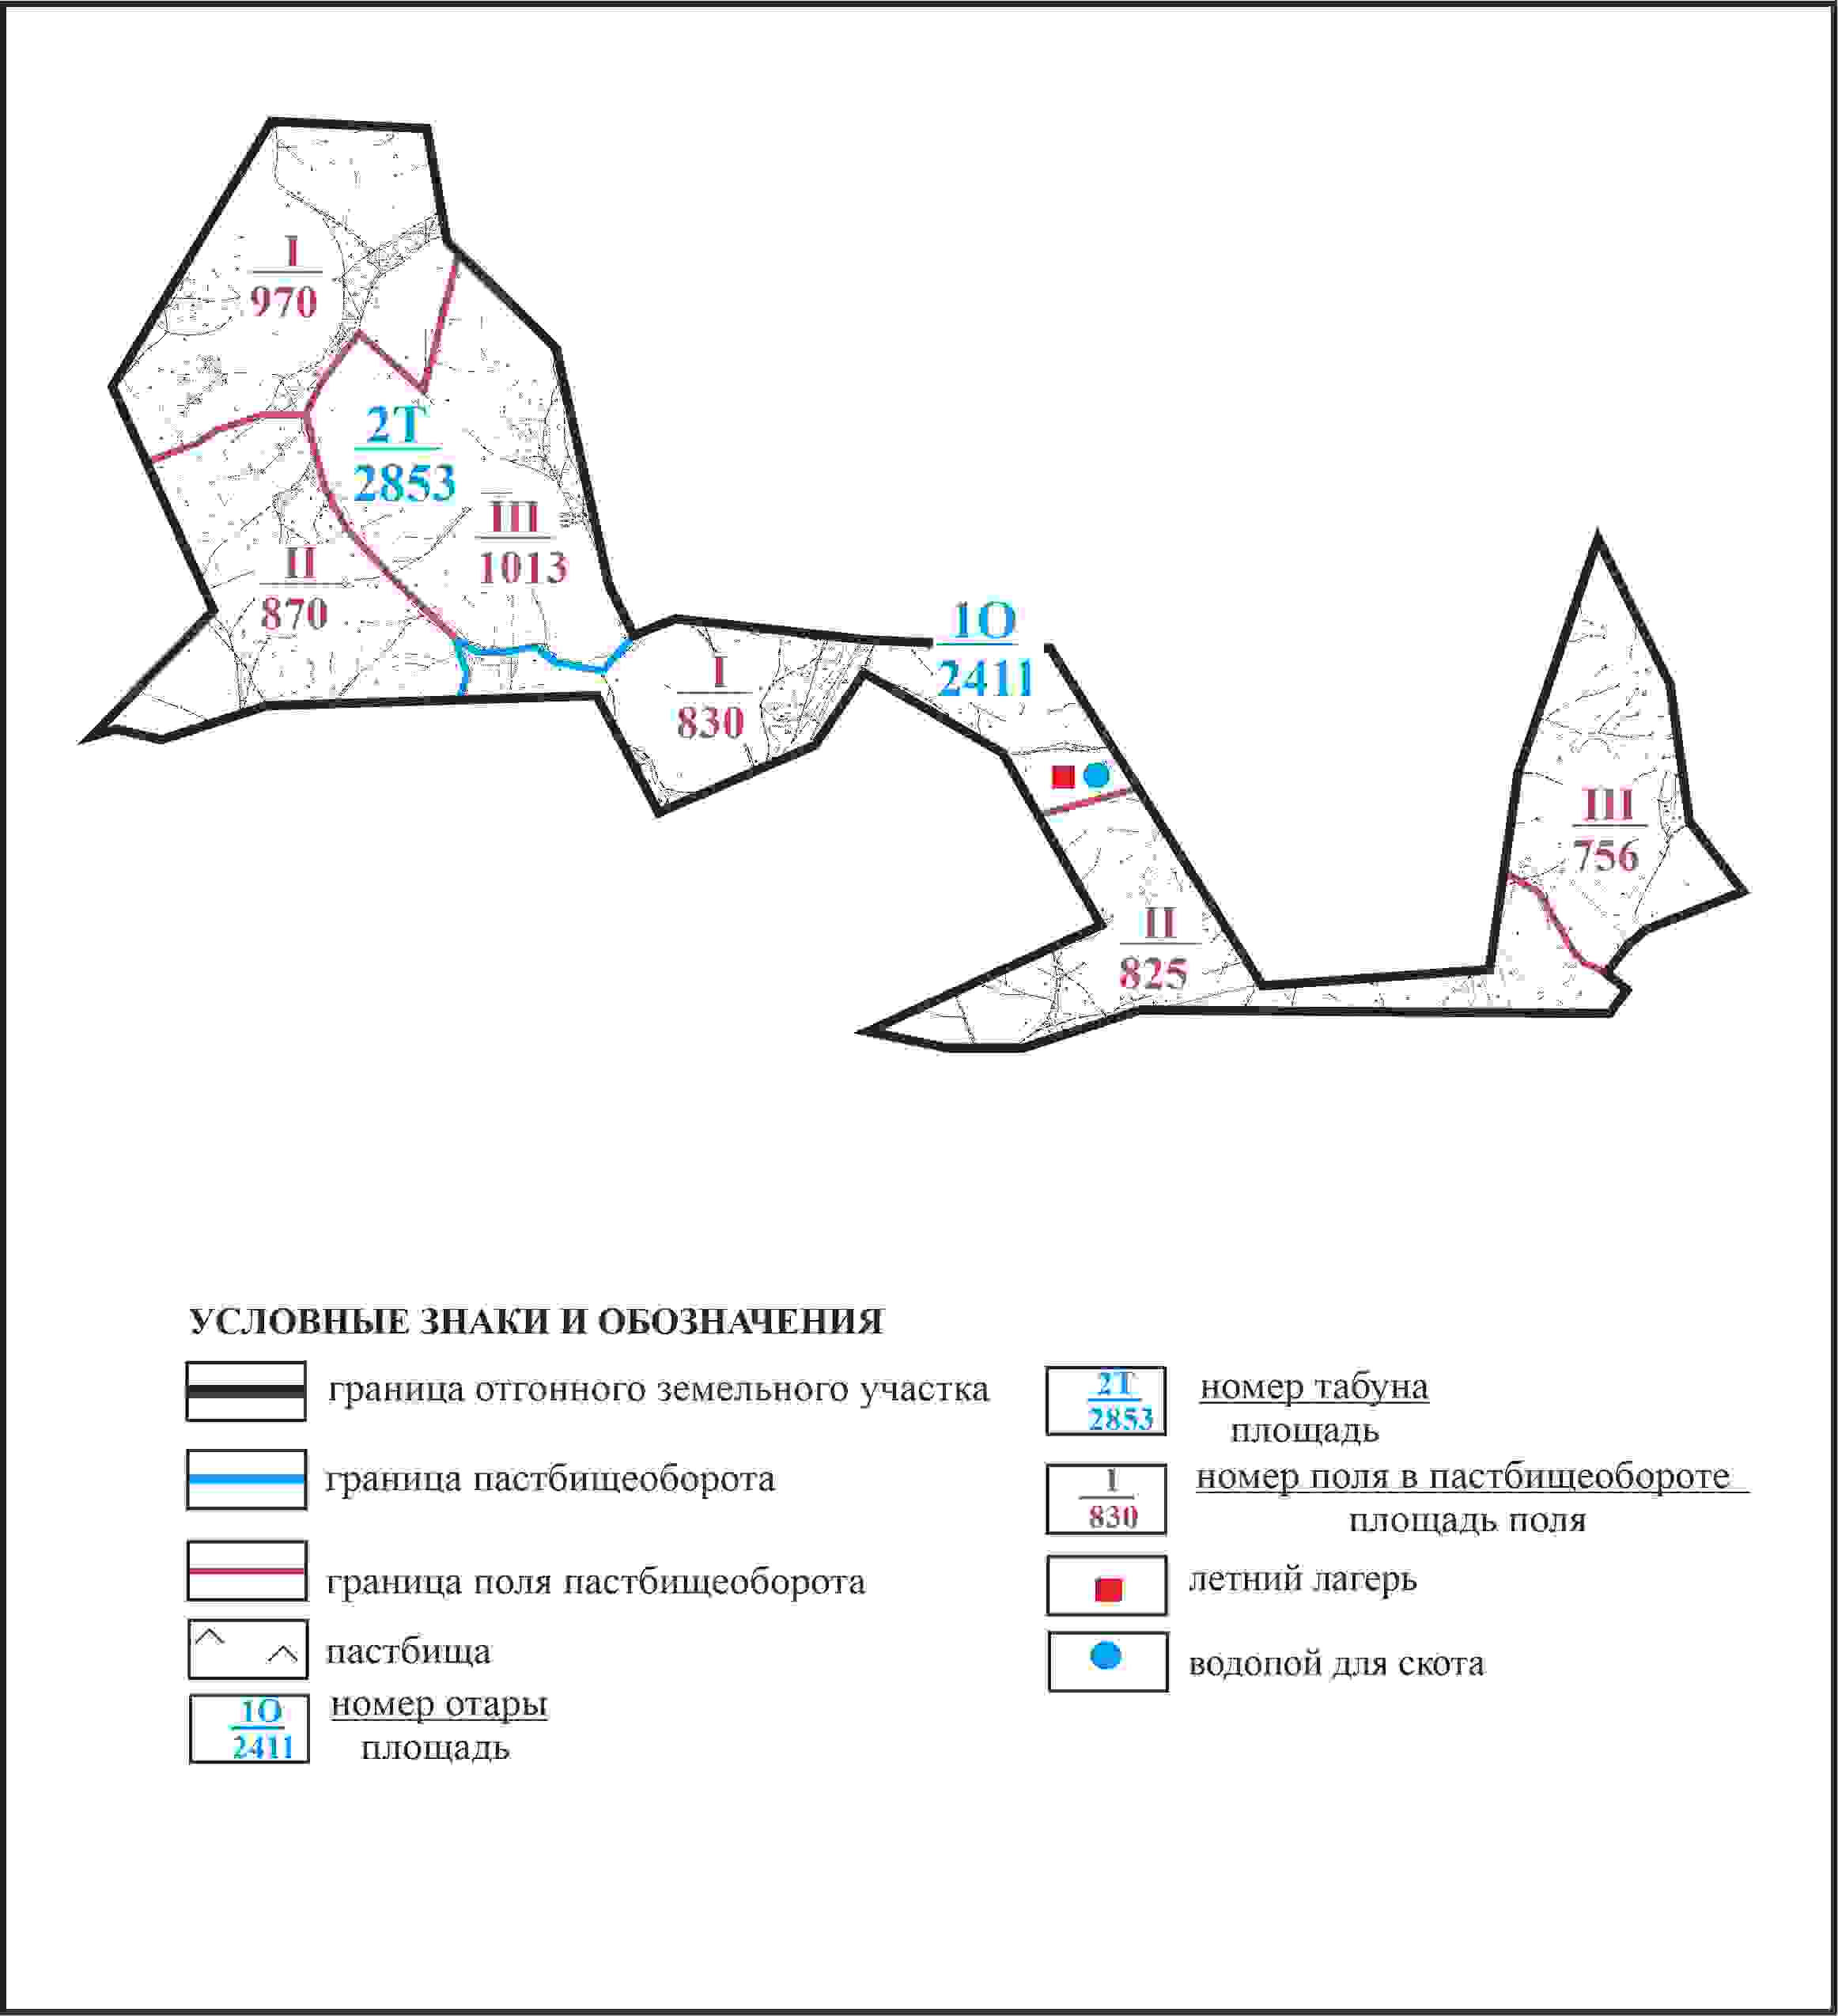 I
970
2Т
2853
III
1013
II
870
1О
2411
I
830
III
756
II
825
УСЛОВНЫЕ ЗНАКИ И ОБОЗНАЧЕНИЯ
граница отгонного земельного участка
граница пастбищеоборота
граница поля пастбищеоборота
пастбища
1О
2411
номер отары
площадь
2Т
2853
номер табуна
площадь
I
830
номер поля в пастбищеобороте
площадь поля
летний лагерь
водопой для скота